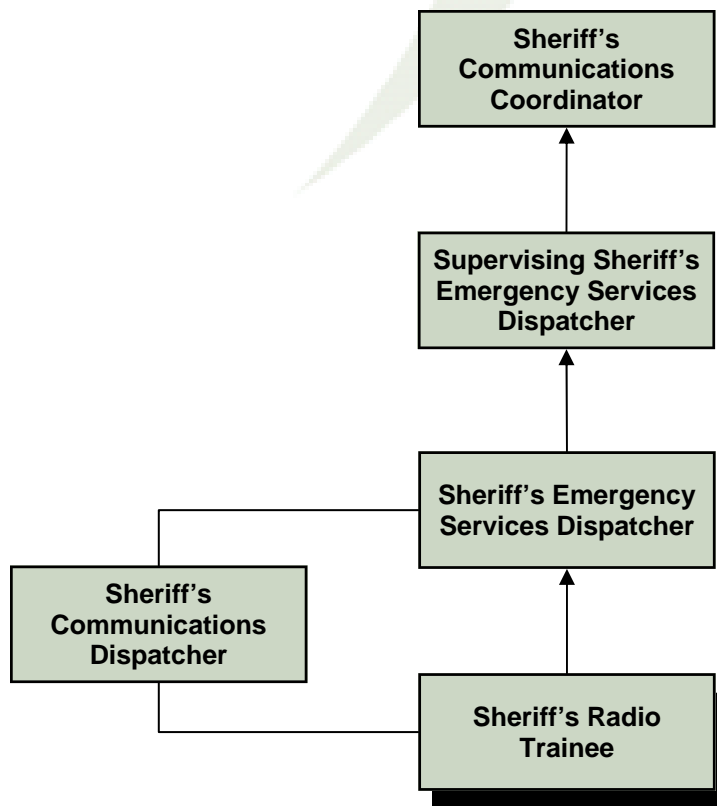 Sheriff’s
Communications
Coordinator
Supervising Sheriff’s
Emergency Services
Dispatcher
Sheriff’s Emergency
Services Dispatcher
Sheriff’s
Communications
Dispatcher
Sheriff’s Radio
Trainee